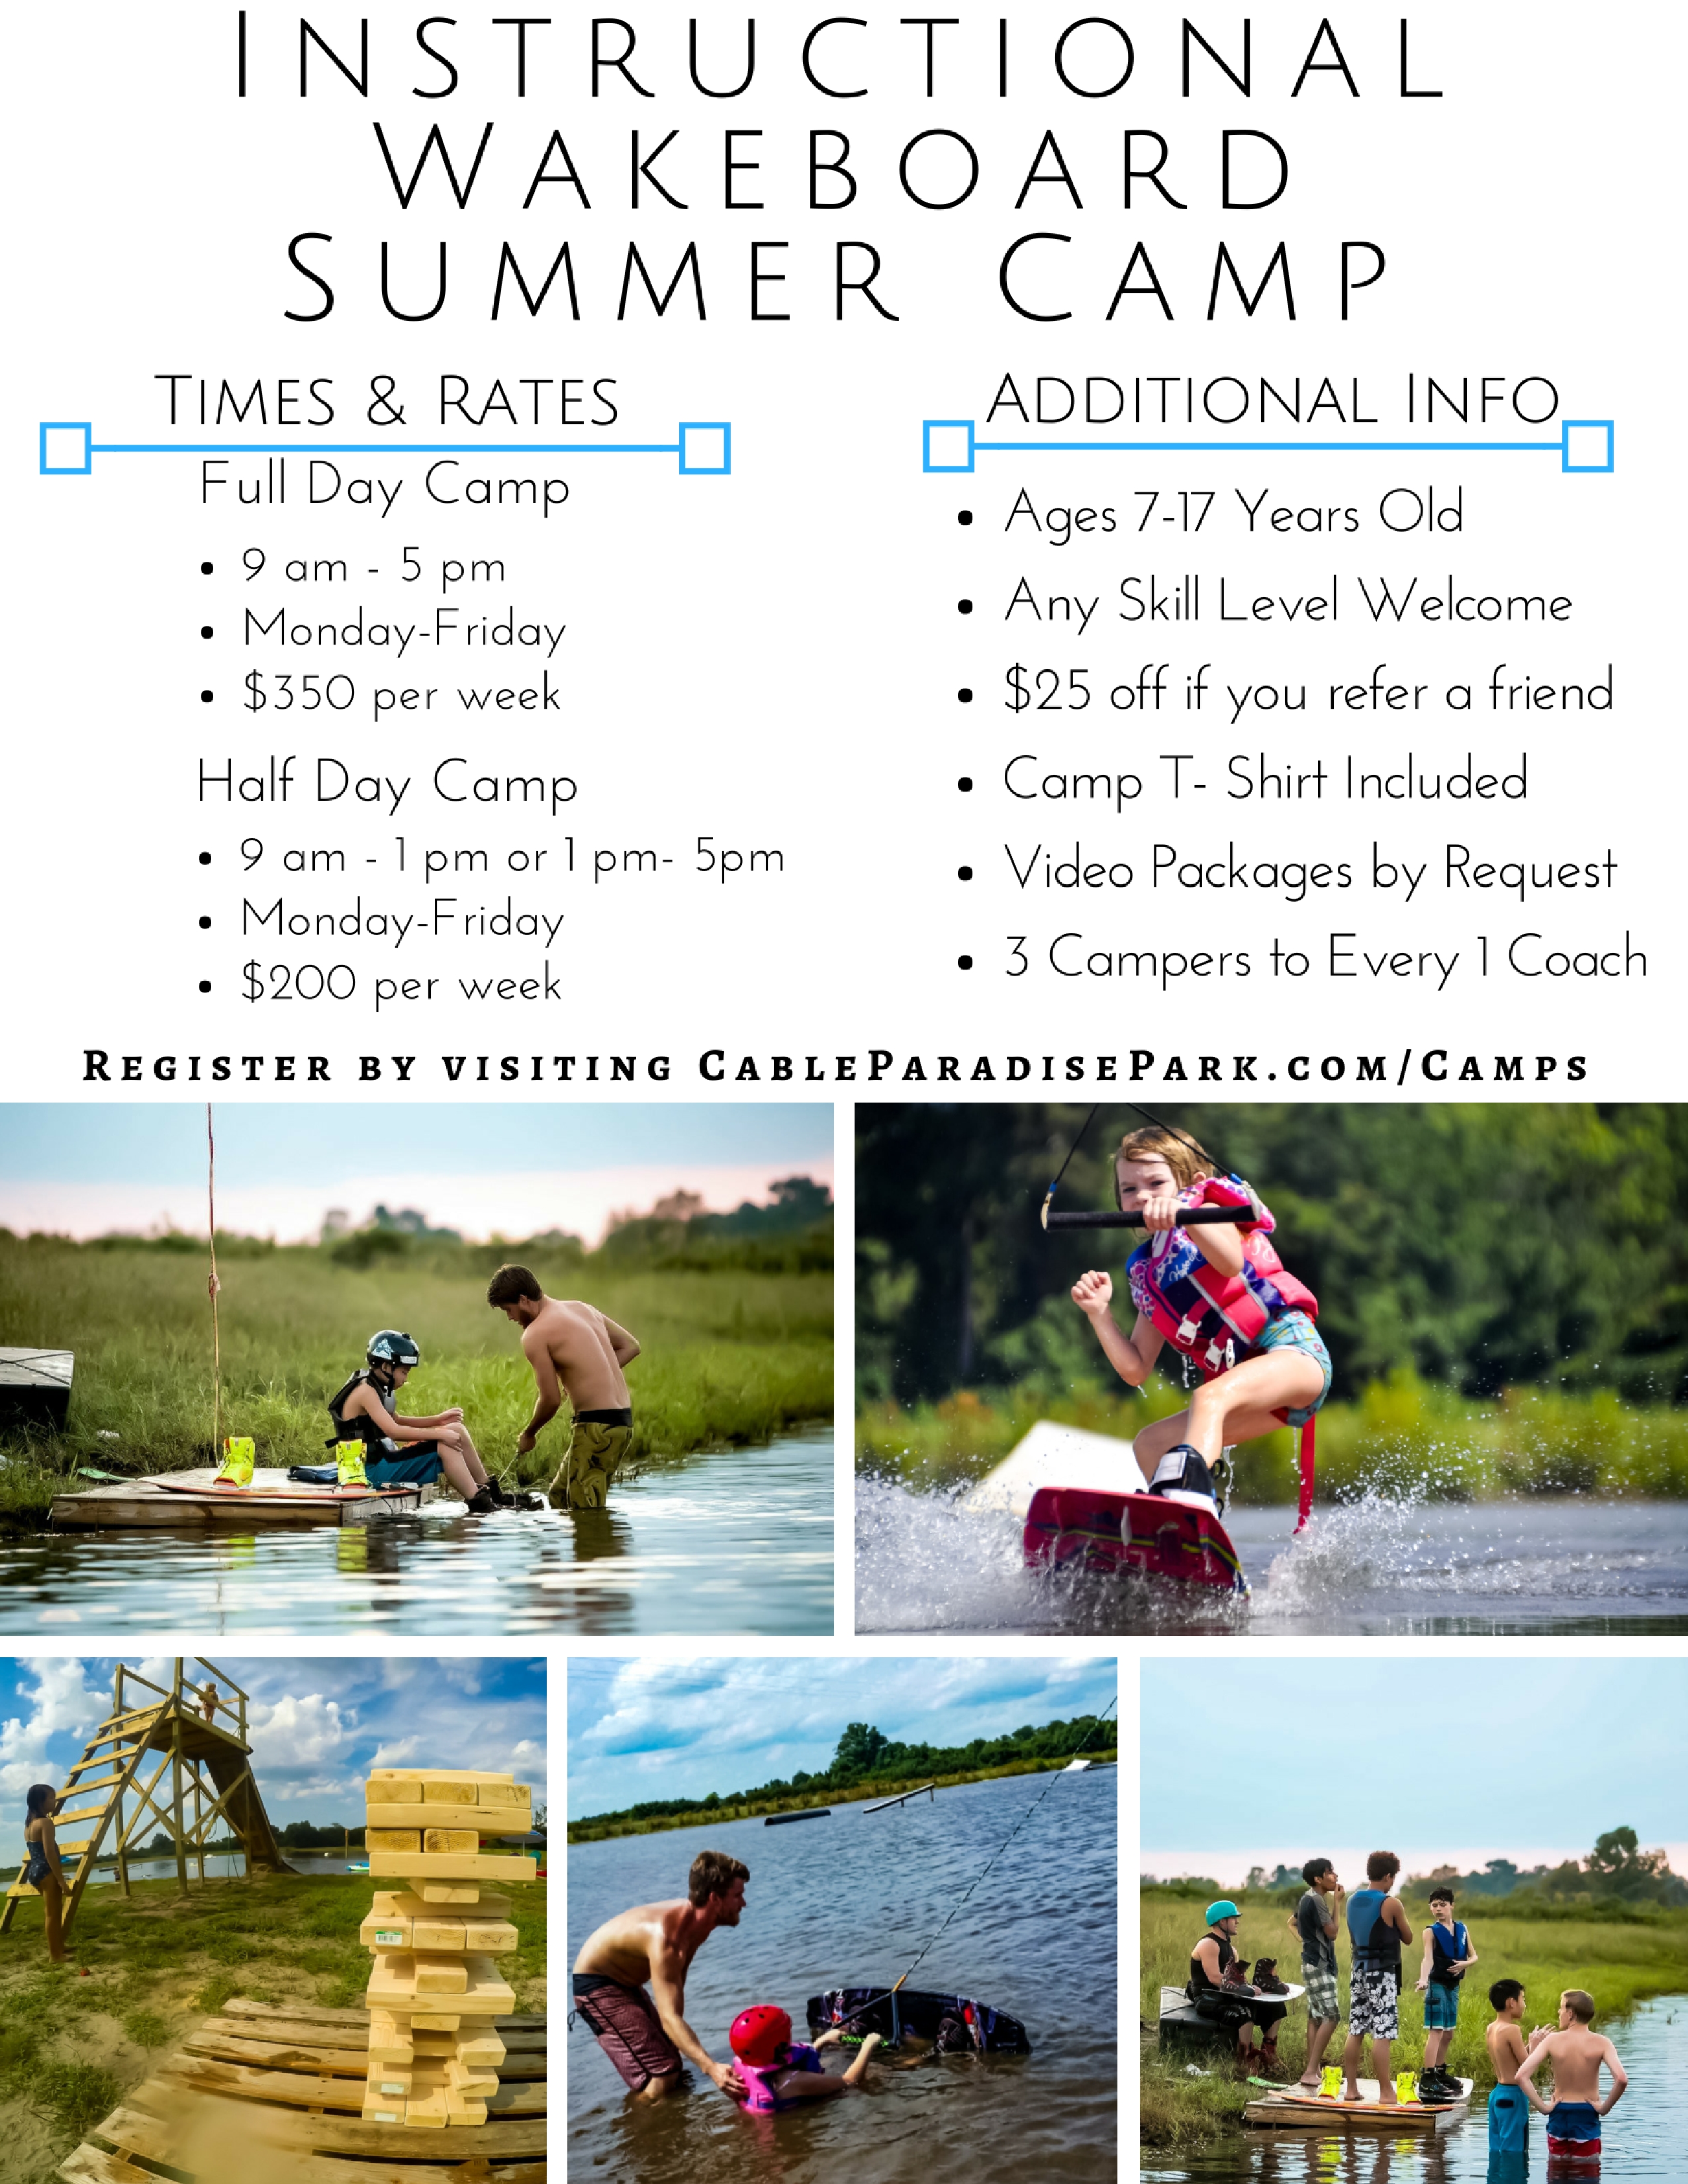 Instructional
Wakeboard
Summer Camp
Times & Rates
Full Day Camp
• 9 am - 5 pm
• Monday-Friday
• $350 per week
Half Day Camp
• 9 am - 1 pm or 1 pm- 5pm
• Monday-Friday
• $200 per week
Additional Info
• Ages 7-17 Years Old
• Any Skill Level Welcome
• $25 off if you refer a friend
• Camp T- Shirt Included
• Video Packages by Request
• 3 Campers to Every 1 Coach
Register by visiting CableParadisePark.com/Camps